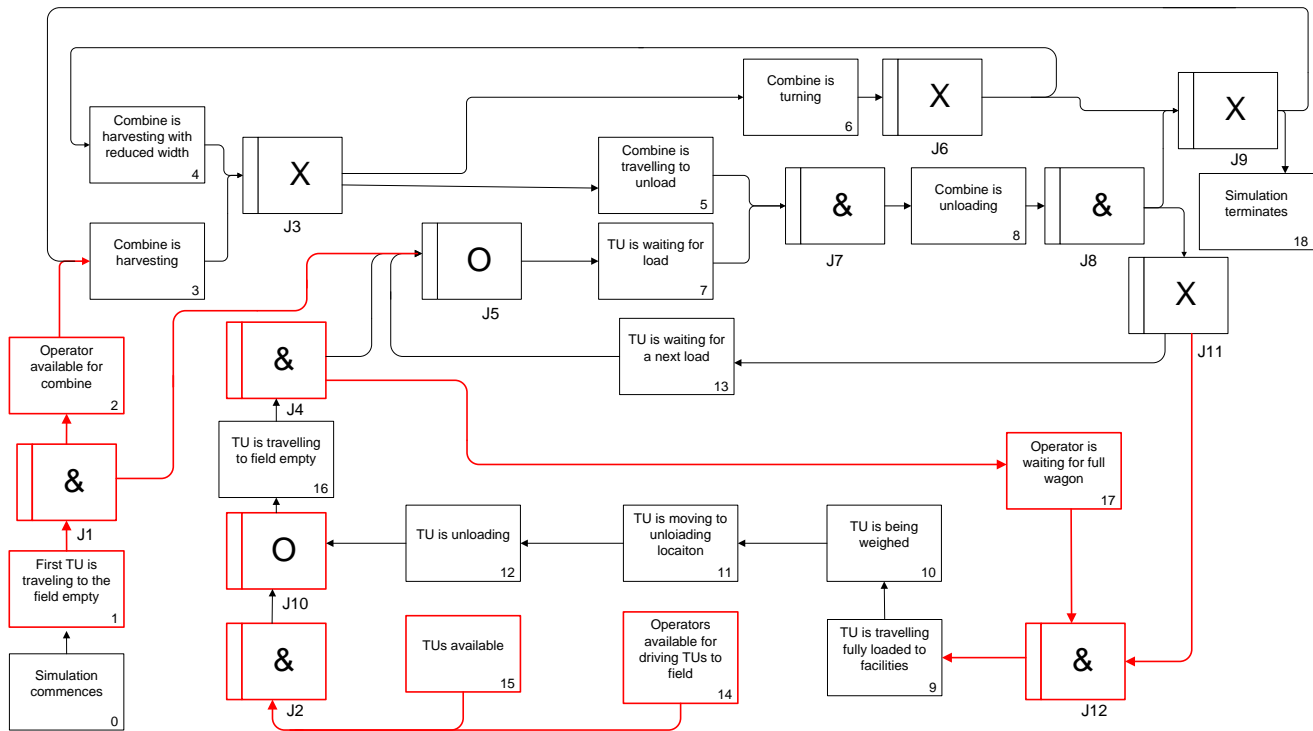 Combine is
turning
6
X
J6
X
J9
Combine is
harvesting with
reduced width
4
X
J3
Combine is
travelling to
unload
5
&
J7
Combine is
unloading
8
&
J8
Simulation
terminates
18
Combine is
harvesting
3
O
J5
TU is waiting for
load
7
X
J11
Operator
available for
combine
2
&
J4
TU is waiting for
a next load
13
&
J1
TU is travelling
to field empty
16
Operator is
waiting for full
wagon
17
First TU is
traveling to the
field empty
1
O
J10
TU is unloading
12
TU is moving to
unloiading
locaiton
11
TU is being
weighed
10
Simulation
commences
0
&
J2
TUs available
15
Operators
available for
driving TUs to
field
14
TU is travelling
fully loaded to
facilities
9
&
J12